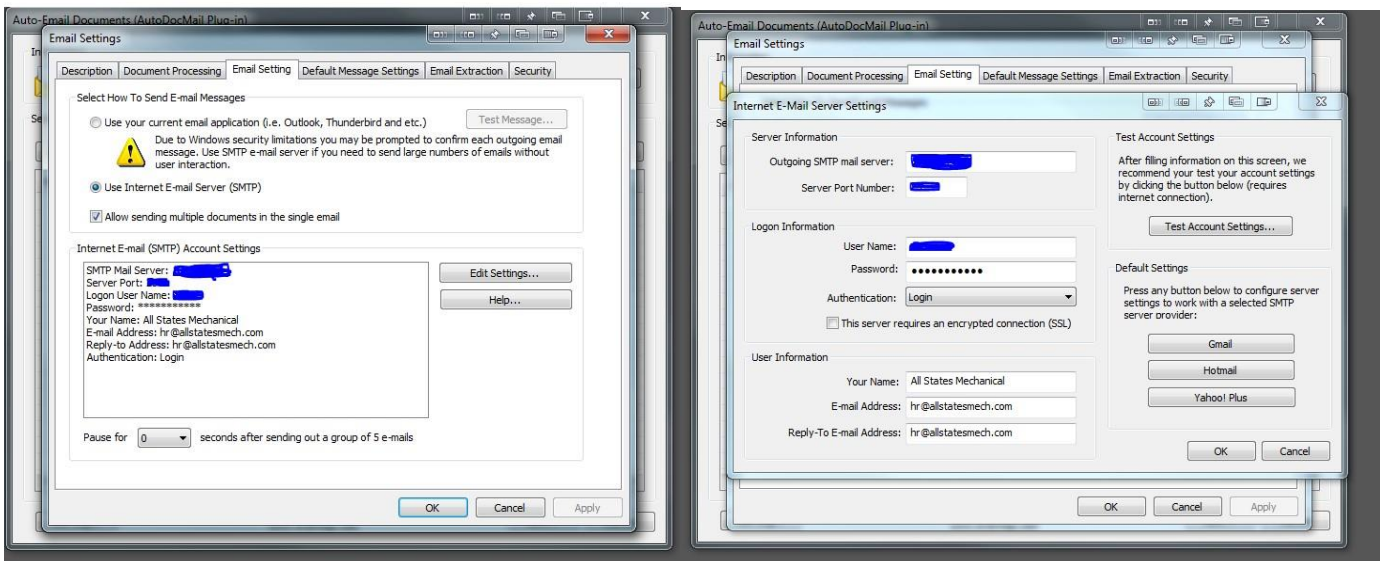 Auto-Email Documents (AutoDocMail Plug-in)
Email Settings
Description
Document Processing
Email Setting
Default Message Settings
Email Extraction
Security
Select How To Send E-mail Messages
Use your current email application (i.e. Outlook, Thunderbird and etc.)
Test Message...
Due to Windows security limitations you may be prompted to confirm each outgoing email
message. Use SMTP e-mail server if you need to send large numbers of emails without
user interaction.
Use Internet E-mail Server (SMTP)
Allow sending multiple documents in the single email
Internet E-mail (SMTP) Account Settings
SMTP Mail Server:
Server Port:
Logon User Name:
Password: ***********
Your Name: All States Mechanical
E-mail Address: hr@allstatesmech.com
Reply-to Address: hr@allstatesmech.com
Authentication: Login
Edit Settings...
Help...
Pause for 0 seconds after sending out a group of 5 e-mails
OK
Cancel
Apply
Auto-Email Documents (AutoDocMail Plug-in)
Email Settings
Description
Document Processing
Email Setting
Default Message Settings
Email Extraction
Security
Internet E-Mail Server Settings
Server Information
Outgoing SMTP mail server:
Server Port Number:
Logon Information
User Name:
Password: •••••••••••
Authentication: Login
This server requires an encrypted connection (SSL)
User Information
Your Name: All States Mechanical
E-mail Address: hr@allstatesmech.com
Reply-To E-mail Address: hr@allstatesmech.com
Test Account Settings
After filling information on this screen, we
recommend your test your account settings
by clicking the button below (requires
internet connection).
Test Account Settings...
Default Settings
Press any button below to configure server
settings to work with a selected SMTP
server provider:
Gmail
Hotmail
Yahoo! Plus
OK
Cancel
OK
Cancel
Apply